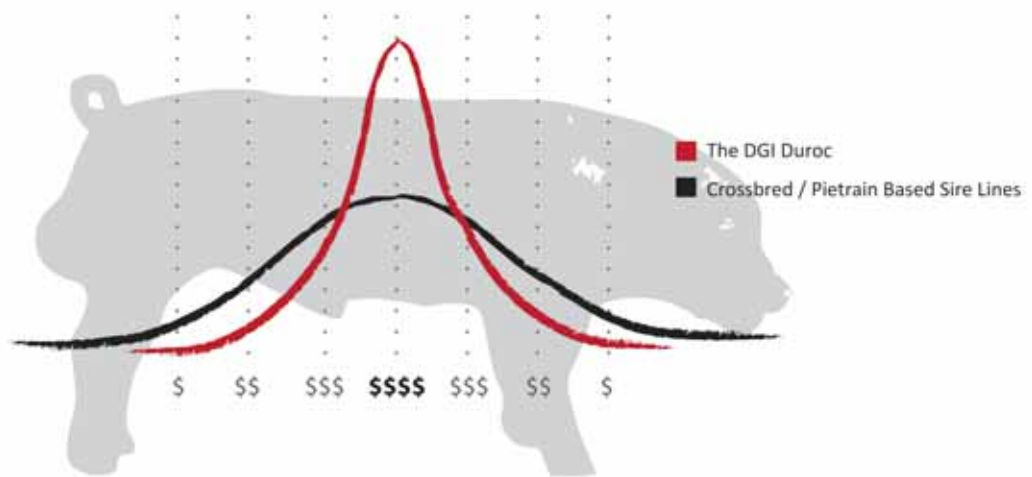 The DGI Duroc
Crossbred / Pietrain Based Sire Lines
$ $$ $$$ $$$$ $$$ $$ $